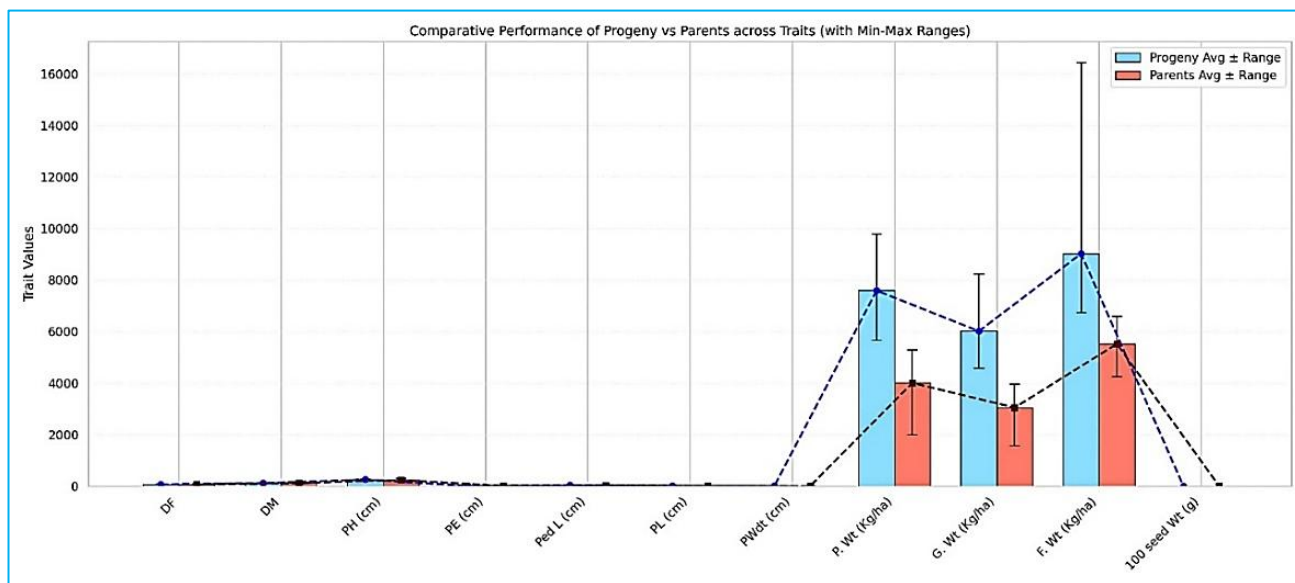 Comparative Performance of Progeny vs Parents across Traits (with Min-Max Ranges)
Progeny Avg ± Range
Parents Avg ± Range
Trait Values
16000
14000
12000
10000
8000
6000
4000
2000
0
DF
DM
PH (cm)
PE (cm)
Ped L (cm)
PL (cm)
PWdt (cm)
P. Wt (Kg/ha)
G. Wt (Kg/ha)
F. Wt (Kg/ha)
100 seed Wt (g)